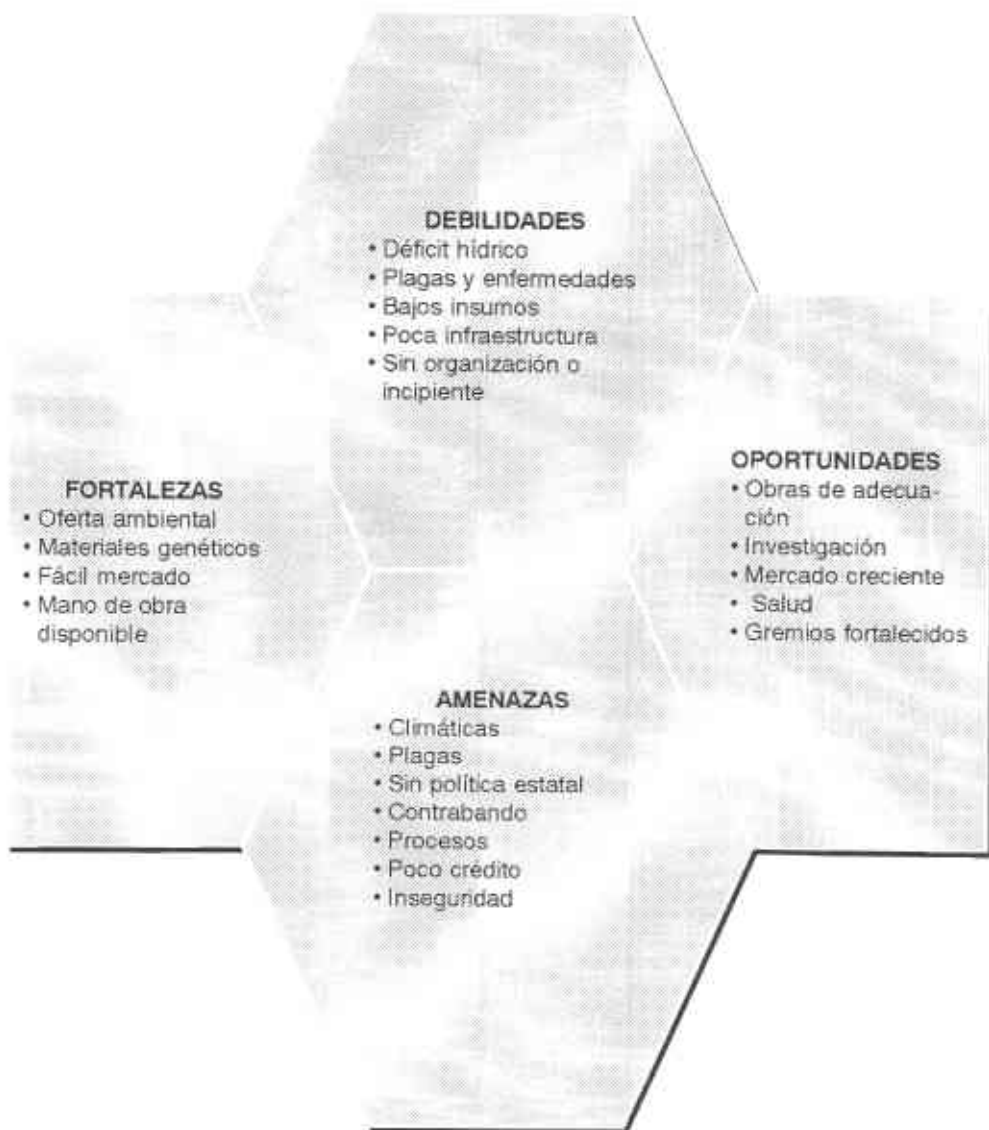 DEBILIDADES
• Déficit hídrico
• Plagas y enfermedades
• Bajos insumos
• Poca infraestructura
• Sin organización o
incipiente
FORTALEZAS
• Oferta ambiental
• Materiales genéticos
• Fácil mercado
• Mano de obra
disponible
OPORTUNIDADES
• Obras de adecua-
ción
• Investigación
• Mercado creciente
• Salud
• Gremios fortalecidos
AMENAZAS
• Climáticas
• Plagas
• Sin política estatal
• Contrabando
• Procesos
• Poco crédito
• Inseguridad